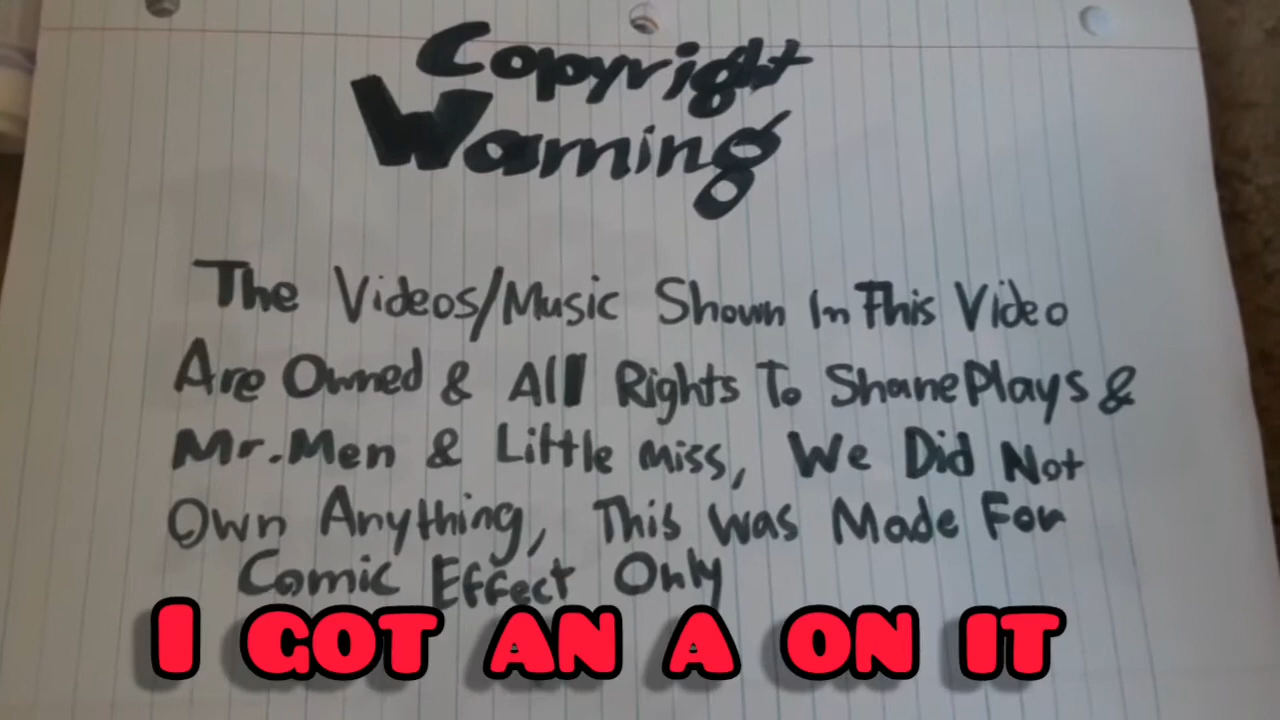 Copyright
Warning
The Videos/Music Shown In This Video
Are Owned & All Rights To ShanePlays &
Mr.Men & Little Miss, We Did Not
Own Anything, This Was Made For
Comic Effect Only
I GOT AN A ON IT